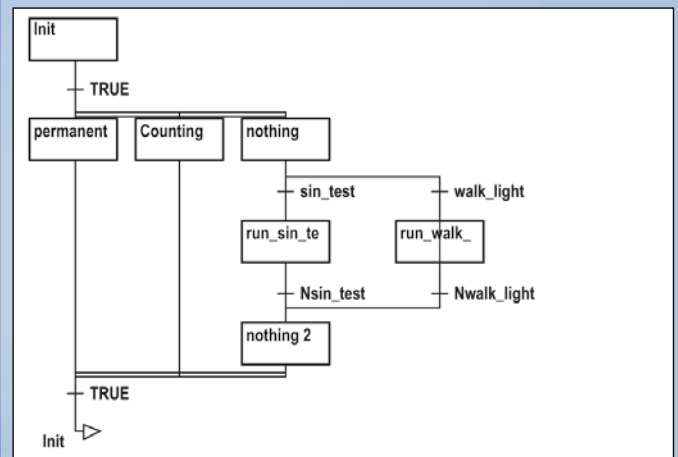 Init
TRUE
permanent
Counting
nothing
sin_test
walk_light
run_sin_te
run_walk_
Nsin_test
Nwalk_light
nothing 2
TRUE
Init